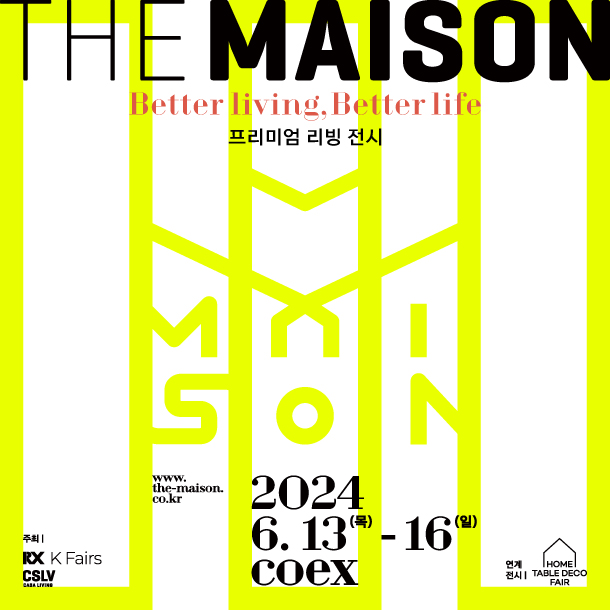 THE MAISON
Better living, Better life
프리미엄 리빙 전시
MAI
SON
www.
the-maison.
co.kr
2024
6. 13(목) - 16(일)
coex
주최 |
RX K Fairs
CSLV
CASA LIVING
연계
전시 |
HOME
TABLE DECO
FAIR